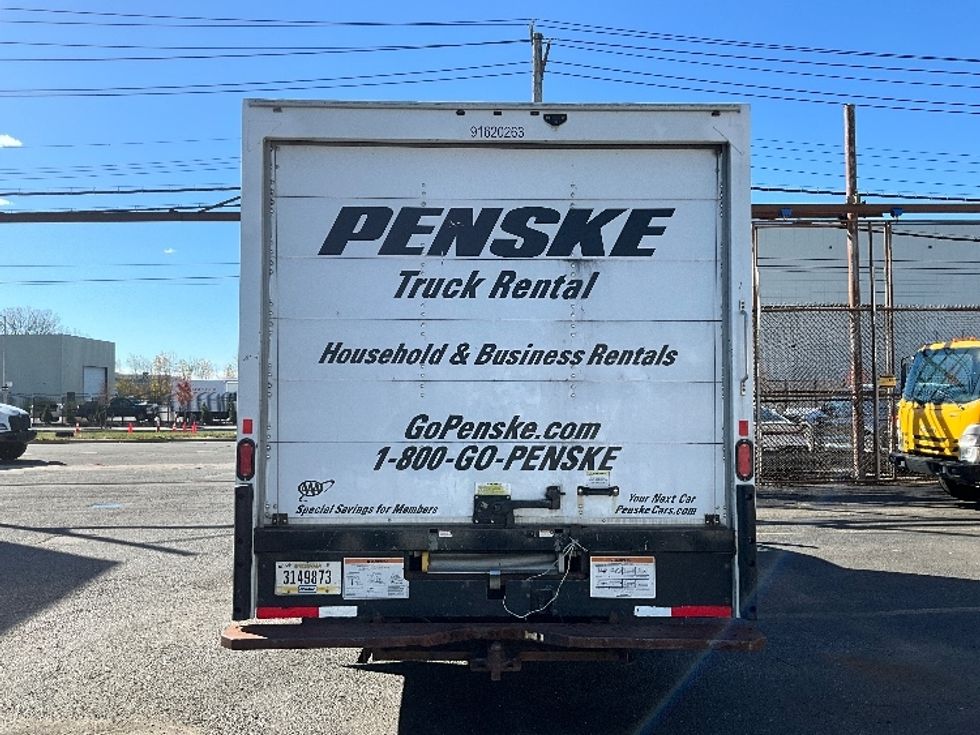 91620263
PENSKE
Truck Rental
Household & Business Rentals
GoPenske.com
1-800-GO-PENSKE
AAA
Special Savings for Members
Your Next Car
PenskeCars.com
3149873